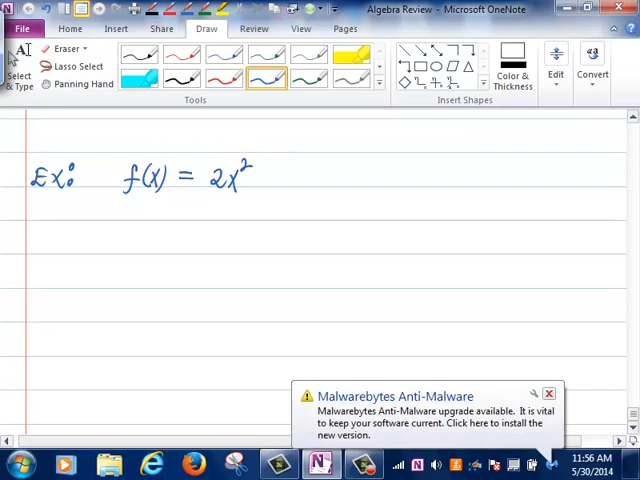 Algebra Review - Microsoft OneNote
File Home Insert Share Draw Review View Pages
Select & Type
Eraser
Lasso Select
Panning Hand
Color & Thickness
Edit
Convert
Tools Insert Shapes
Ex: f(x) = 2x²
Malwarebytes Anti-Malware
Malwarebytes Anti-Malware upgrade available. It is vital
to keep your software current. Click here to install the
new version.
11:56 AM
5/30/2014